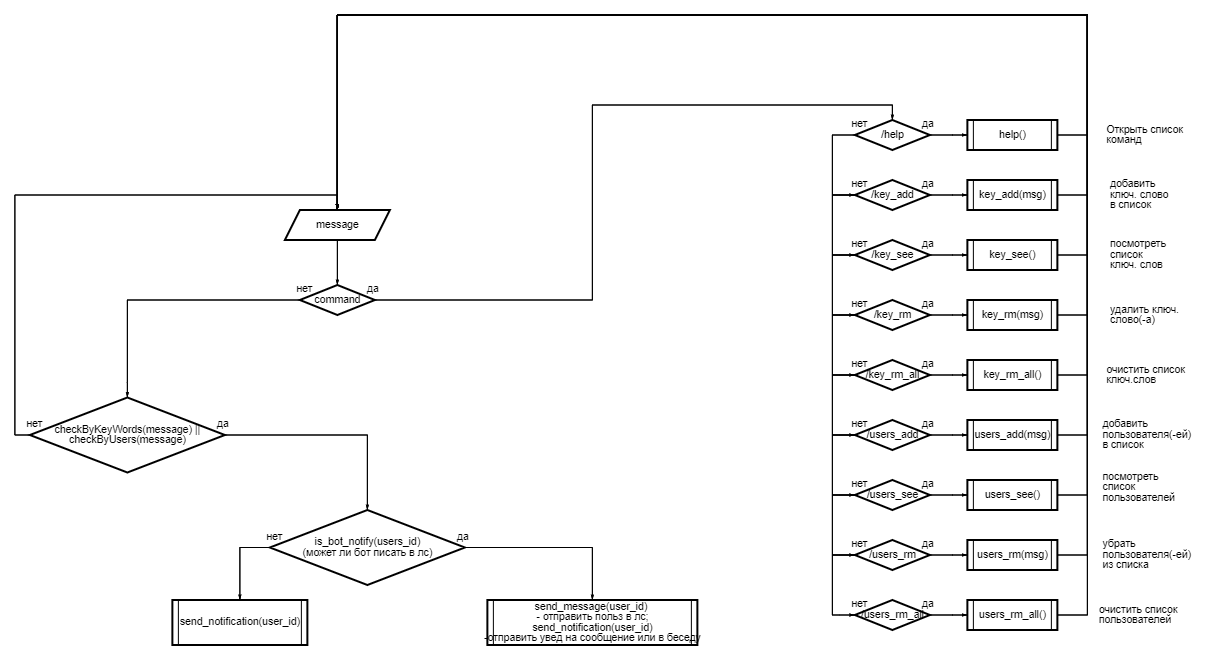 message
нет
да
command
нет
да
checkByKeyWords(message) ||
checkByUsers(message)
нет
да
is_bot_notify(users_id)
(может ли бот писать в лс)
send_notification(user_id)
send_message(user_id)
- отправить польз в лс;
send_notification(user_id)
-отправить увед на сообщение или в беседу
нет
да
/help
help()
Открыть список
команд
нет
да
/key_add
key_add(msg)
добавить
ключ. слово
в список
нет
да
/key_see
key_see()
посмотреть
список
ключ. слов
нет
да
/key_rm
key_rm(msg)
удалить ключ.
слово(-а)
нет
да
/key_rm_all
key_rm_all()
очистить список
ключ.слов
нет
да
/users_add
users_add(msg)
добавить
пользователя(-ей)
в список
нет
да
/users_see
users_see()
посмотреть
список
пользователей
нет
да
/users_rm
users_rm(msg)
убрать
пользователя(-ей)
из списка
нет
да
/users_rm_all
users_rm_all()
очистить список
пользователей